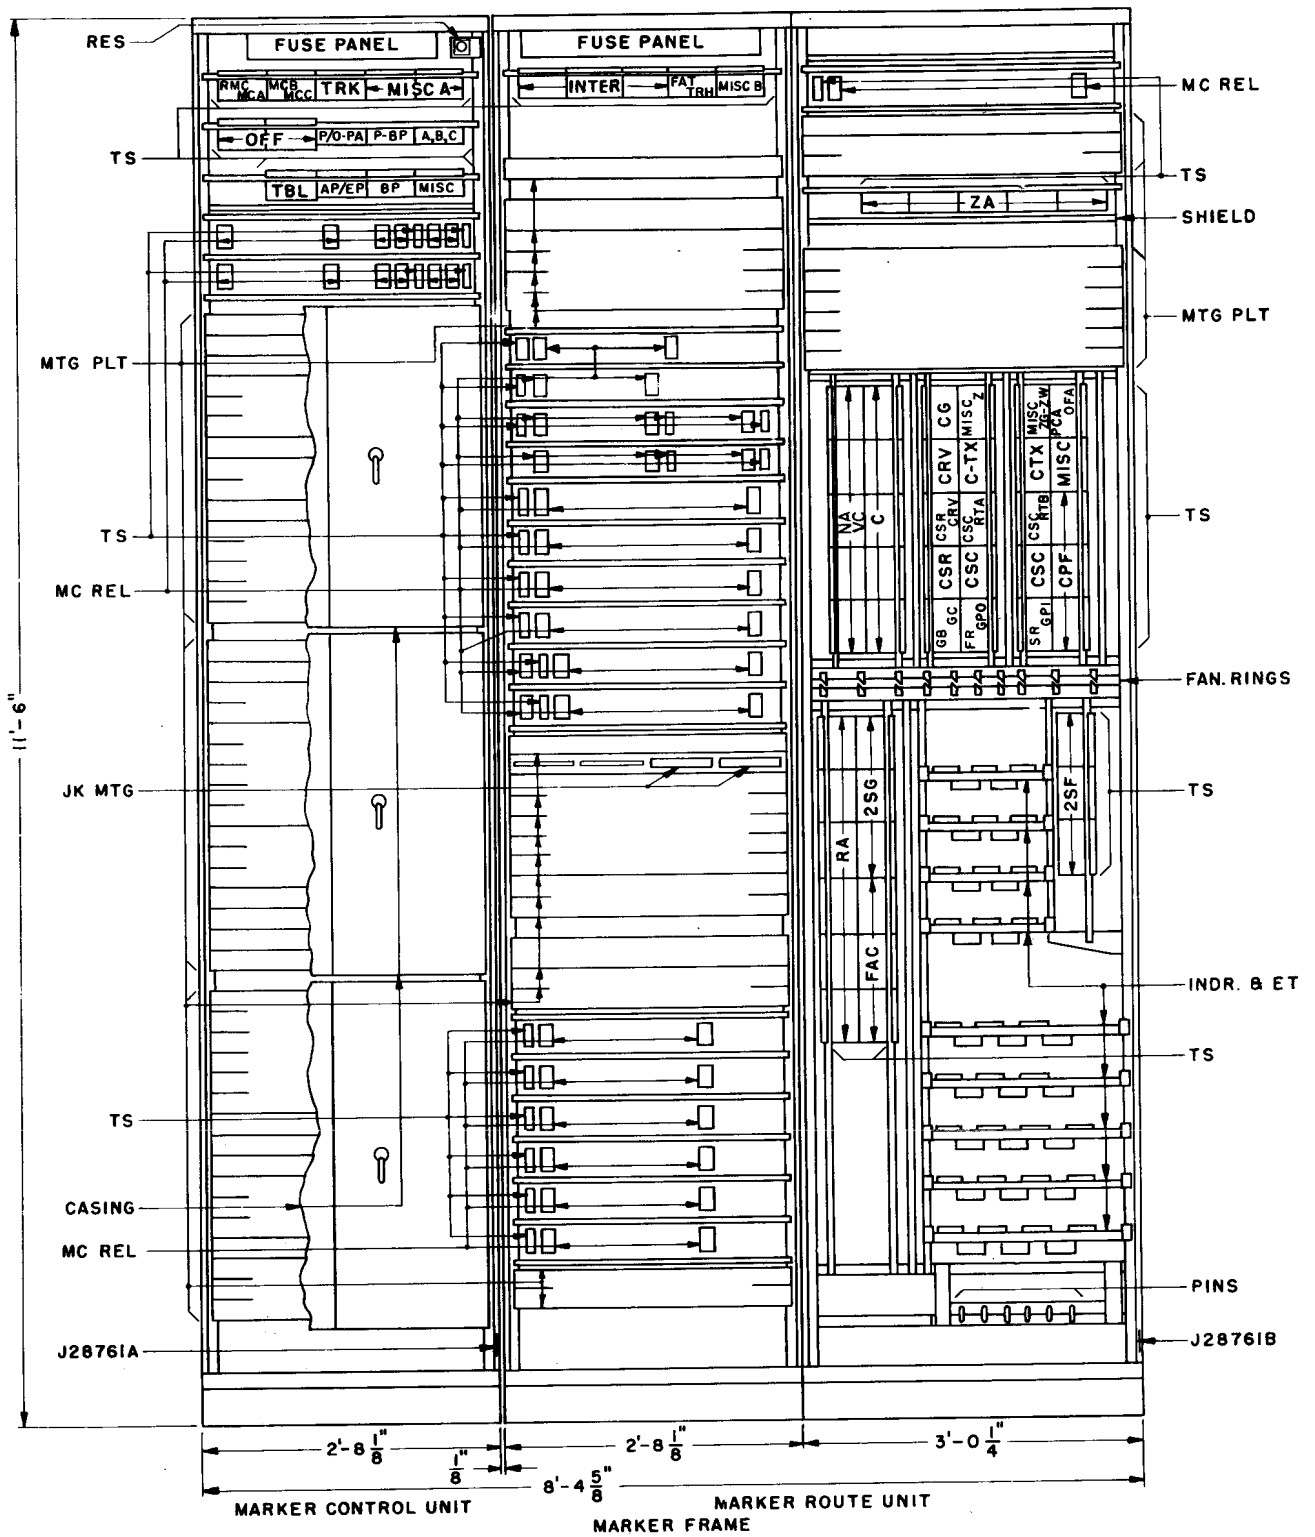 RES
FUSE PANEL
FUSE PANEL
RMC MCA
MCB MCC
TRK
MISC A
INTER
FAT TRH
MISC B
MC REL
OFF
P/O-PA
P-BP
A,B,C
TS
TBL
AP/EP
BP
MISC
TS
ZA
SHIELD
MTG PLT
MTG PLT
NA VC
C
CG
CRV
CSR CRV
CSR
GB GC
MISC Z
C-TX
CSC RTA
CSC
FR GPO
MISC ZG-ZW
CTX
CSC RTB
CSC
SR GPI
PCA OFA
MISC
CPF
TS
TS
MC REL
FAN. RINGS
JK MTG
RA
2SG
FAC
2SF
TS
INDR. & ET
TS
TS
CASING
MC REL
PINS
J28761A
J28761B
11'-6"
2'-8 1/8"
2'-8 1/8"
3'-0 1/4"
1/8"
8'-4 5/8"
MARKER CONTROL UNIT
MARKER ROUTE UNIT
MARKER FRAME